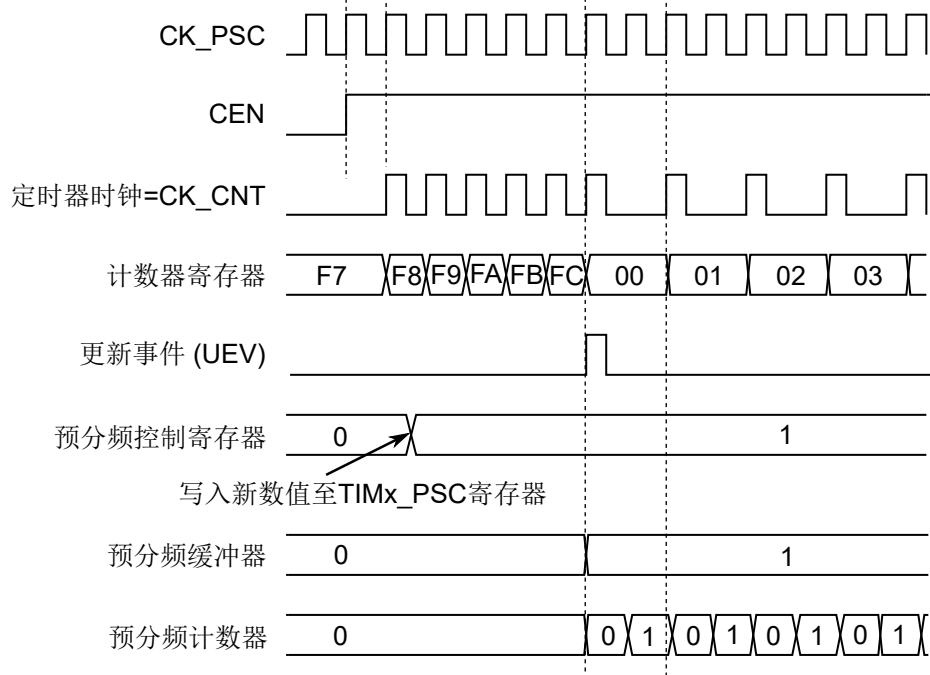 CK_PSC
CEN
定时器时钟=CK_CNT
计数器寄存器 F7 F8 F9 FA FB FC 00 01 02 03
更新事件 (UEV)
预分频控制寄存器 0 1
写入新数值至TIMx_PSC寄存器
预分频缓冲器 0 1
预分频计数器 0 0 1 0 1 0 1 0 1